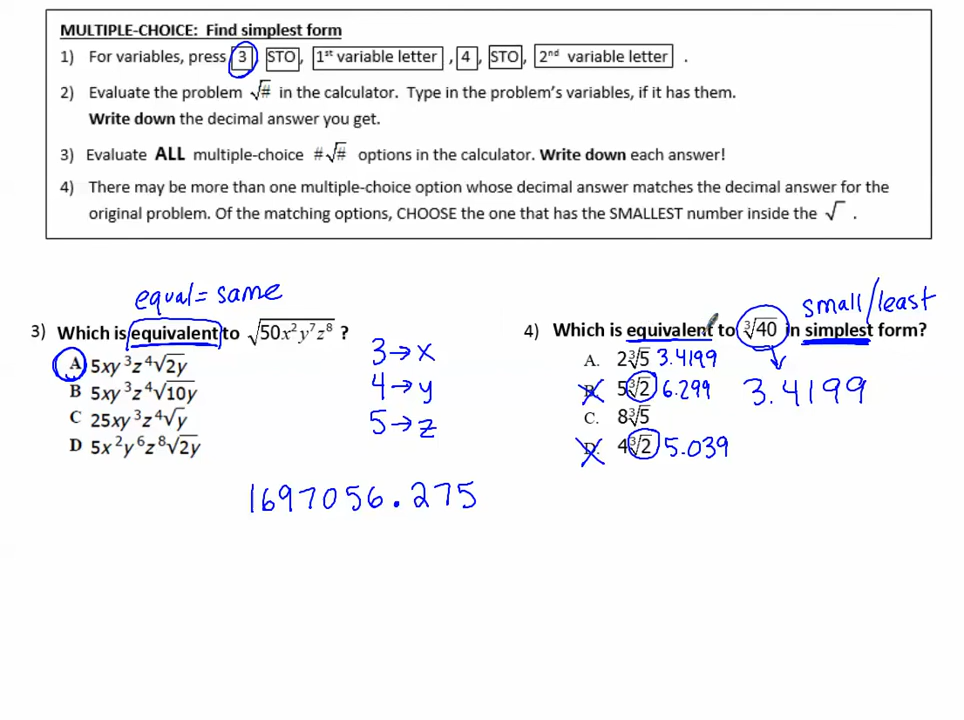 MULTIPLE-CHOICE: Find simplest form
1) For variables, press 3, STO, 1st variable letter, 4, STO, 2nd variable letter.
2) Evaluate the problem √# in the calculator. Type in the problem's variables, if it has them.
Write down the decimal answer you get.
3) Evaluate ALL multiple-choice #√# options in the calculator. Write down each answer!
4) There may be more than one multiple-choice option whose decimal answer matches the decimal answer for the
original problem. Of the matching options, CHOOSE the one that has the SMALLEST number inside the √ .
equal = same
3) Which is equivalent to √50x²y⁷z⁸ ?
A 5xy³z⁴√2y
B 5xy³z⁴√10y
C 25xy³z⁴√y
D 5x²y⁶z⁸√2y
3→x
4→y
5→z
1697056.275
small/least
4) Which is equivalent to ∛40 in simplest form?
A. 2∛5 3.4199
B. 5∛2 6.299
C. 8∛5
D. 4∛2 5.039
3.4199